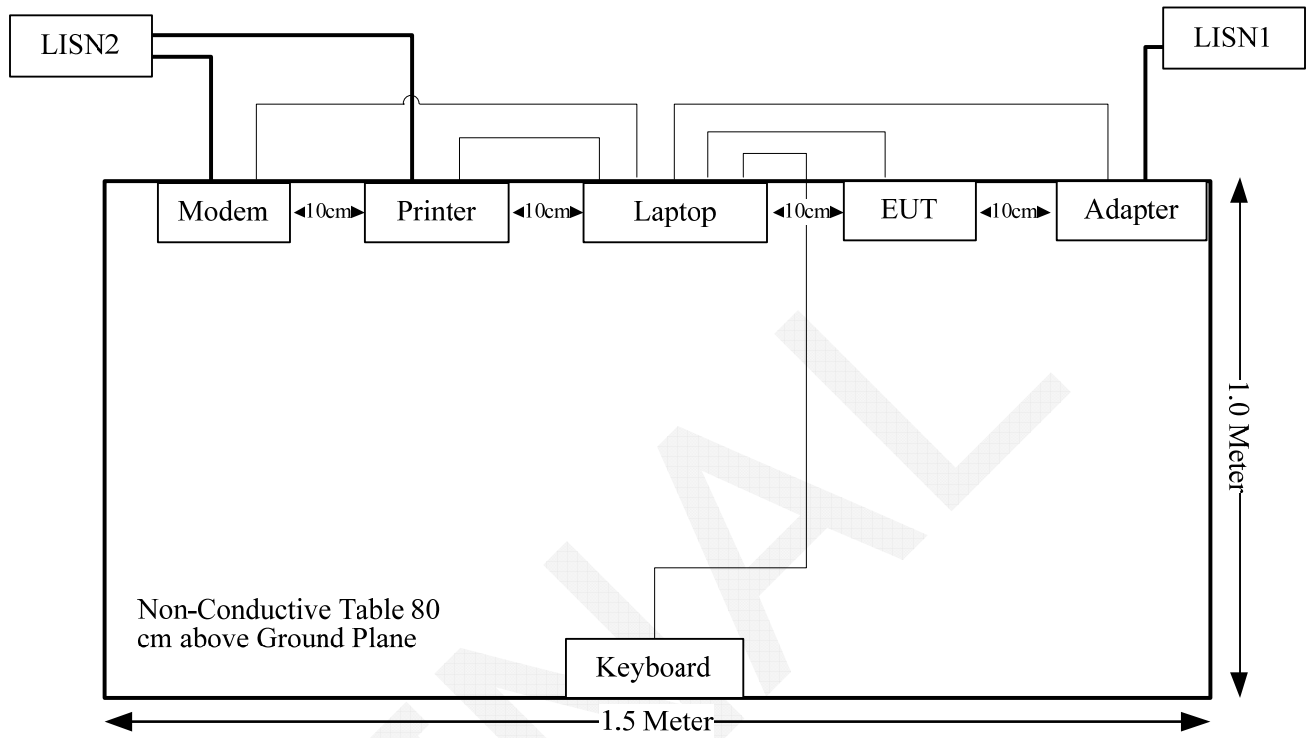 LISN2
LISN1
Modem
10cm
Printer
10cm
Laptop
10cm
EUT
10cm
Adapter
1.0 Meter
Non-Conductive Table 80
cm above Ground Plane
Keyboard
1.5 Meter